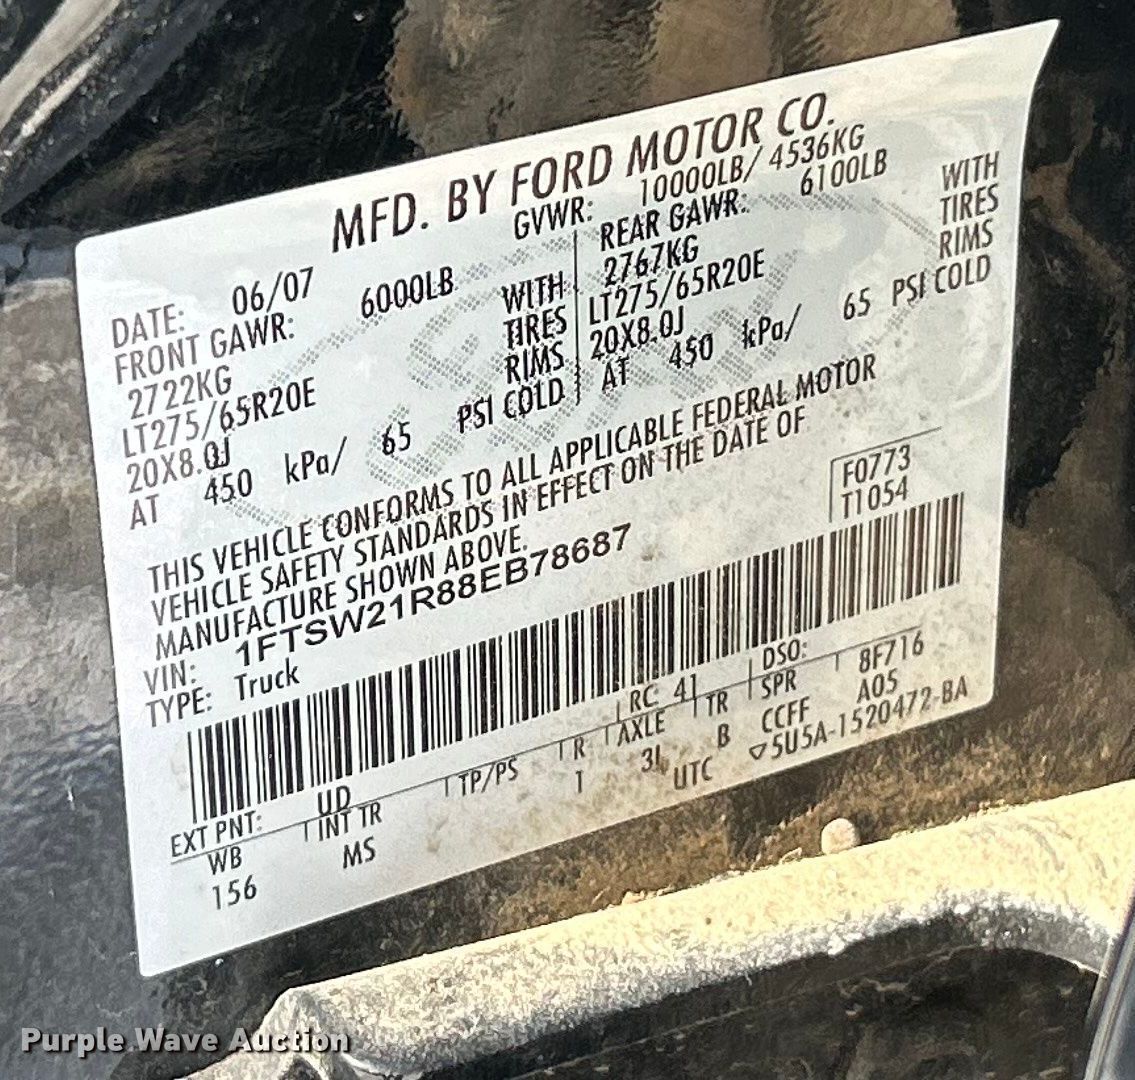 MFD. BY FORD MOTOR CO.
GVWR: 10000LB/ 4536KG
DATE: 06/07
FRONT GAWR: 6000LB
2722KG WITH
LT275/65R20E TIRES
20X8.0J RIMS
AT 450 kPa/ 65 PSI COLD
REAR GAWR: 6100LB
2767KG WITH
LT275/65R20E TIRES
20X8.0J RIMS
AT 450 kPa/ 65 PSI COLD
THIS VEHICLE CONFORMS TO ALL APPLICABLE FEDERAL MOTOR
VEHICLE SAFETY STANDARDS IN EFFECT ON THE DATE OF
MANUFACTURE SHOWN ABOVE.
F0773
T1054
VIN: 1FTSW21R88EB78687
TYPE: Truck
EXT PNT: UD RC: 41 DSO: 8F716
WB INT TR TP/PS R AXLE TR SPR A05
156 MS 1 3L B CCFF
UTC ▽5U5A-1520472-BA
Purple Wave Auction